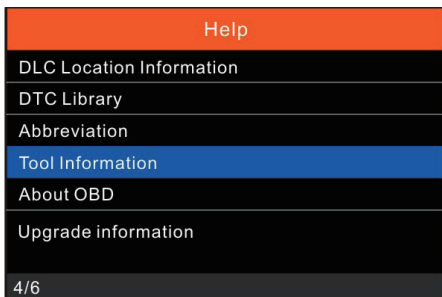 Help
DLC Location Information
DTC Library
Abbreviation
Tool Information
About OBD
Upgrade information
4/6